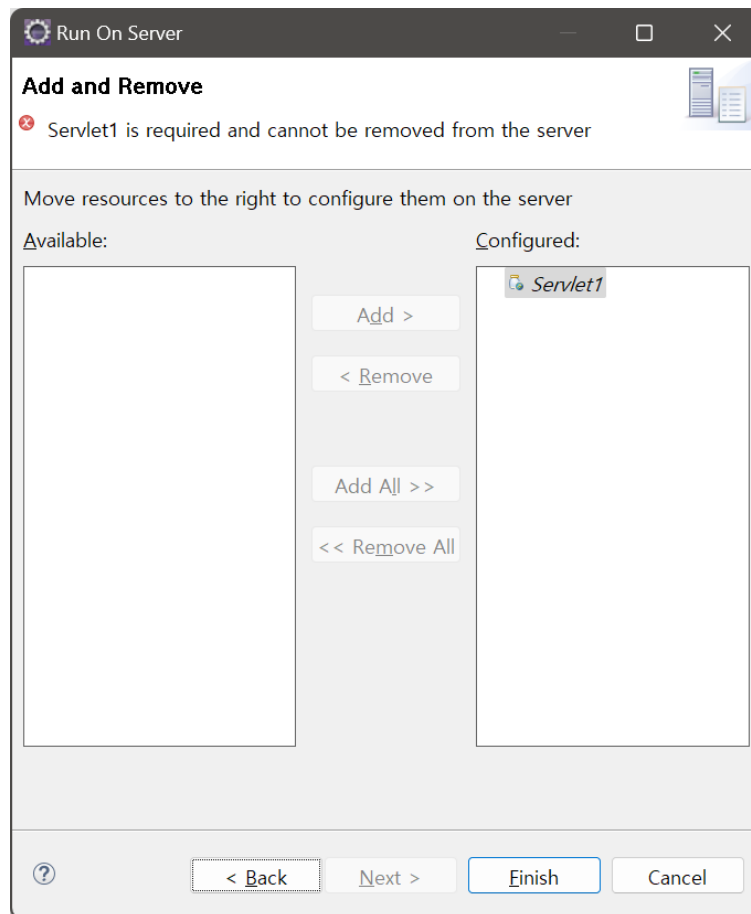 Run On Server
Add and Remove
Servlet1 is required and cannot be removed from the server
Move resources to the right to configure them on the server
Available:
Configured:
Servlet1
Add >
< Remove
Add All >>
<< Remove All
?
< Back
Next >
Finish
Cancel